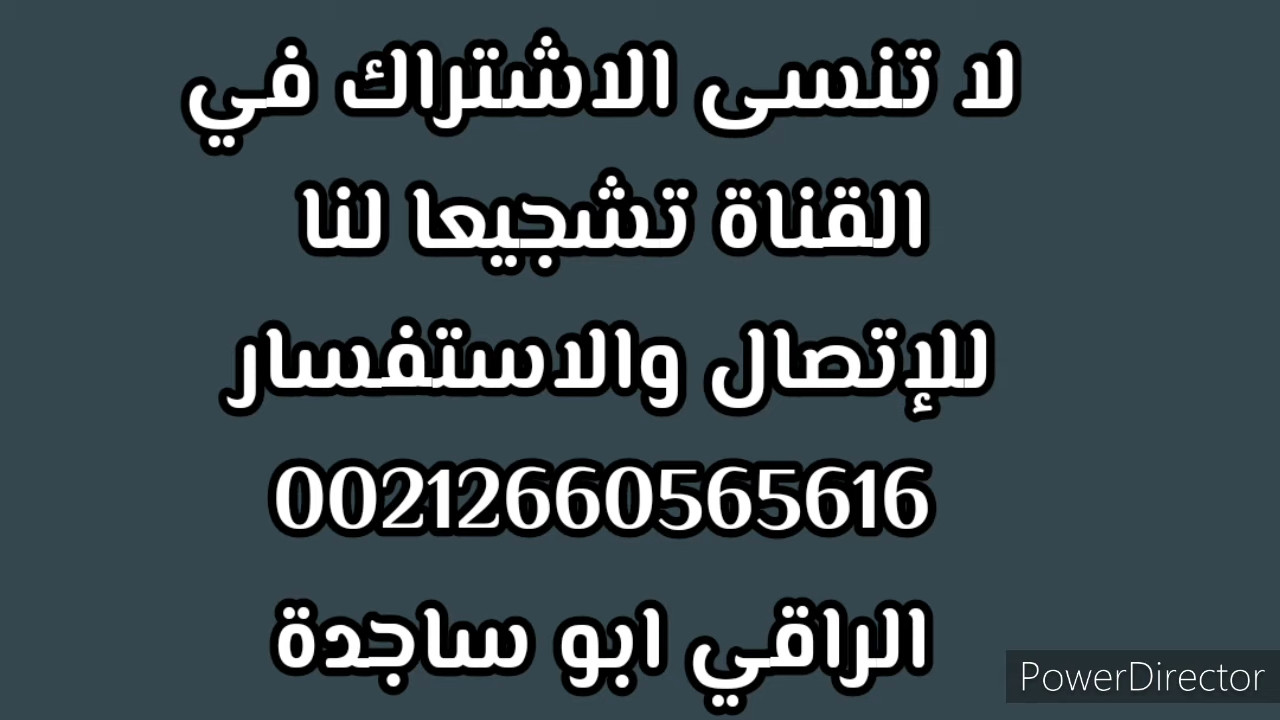 لا تنسى الاشتراك في
القناة تشجيعا لنا
للإتصال والاستفسار
00212660565616
الراقي ابو ساجدة
PowerDirector